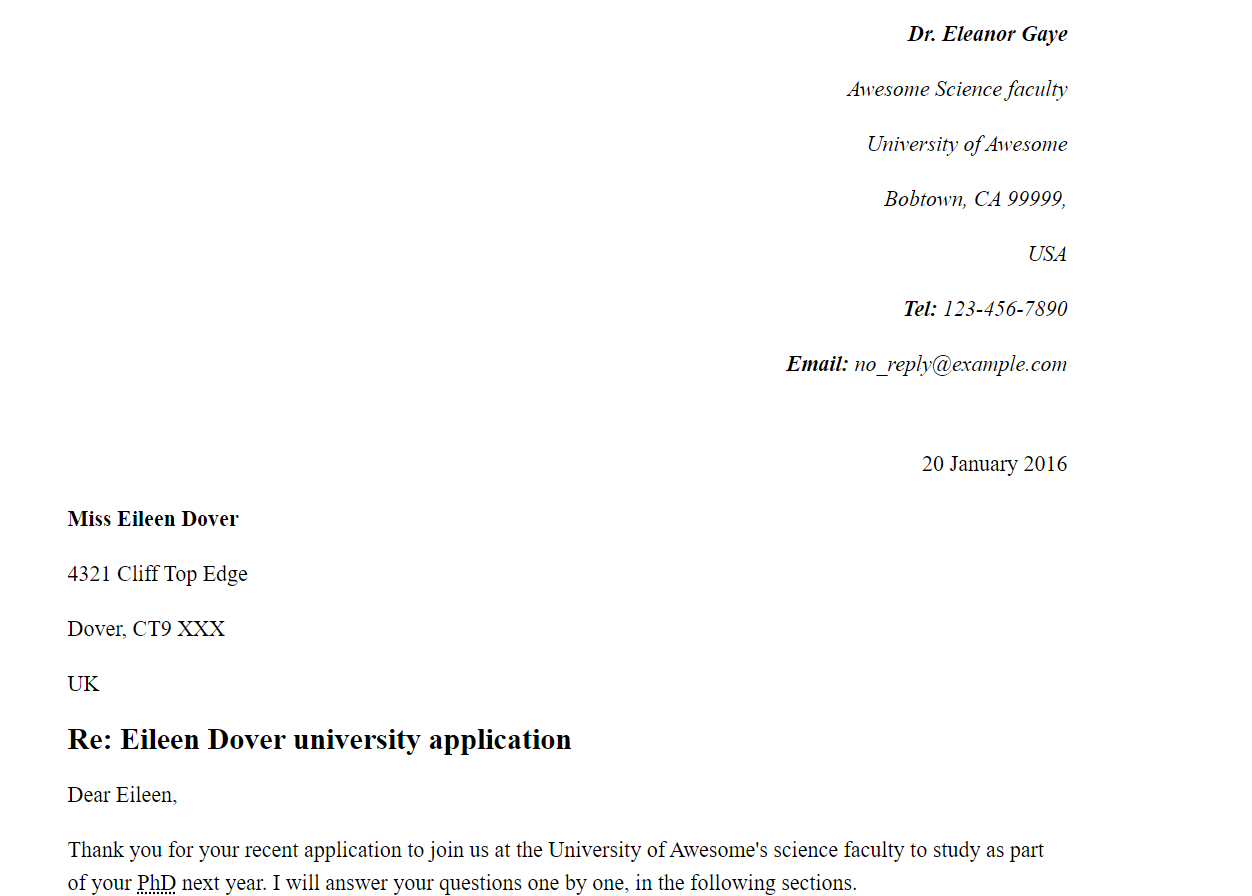 Dr. Eleanor Gaye
Awesome Science faculty
University of Awesome
Bobtown, CA 99999,
USA
Tel: 123-456-7890
Email: no_reply@example.com
20 January 2016
Miss Eileen Dover
4321 Cliff Top Edge
Dover, CT9 XXX
UK
Re: Eileen Dover university application
Dear Eileen,
Thank you for your recent application to join us at the University of Awesome's science faculty to study as part
of your PhD next year. I will answer your questions one by one, in the following sections.